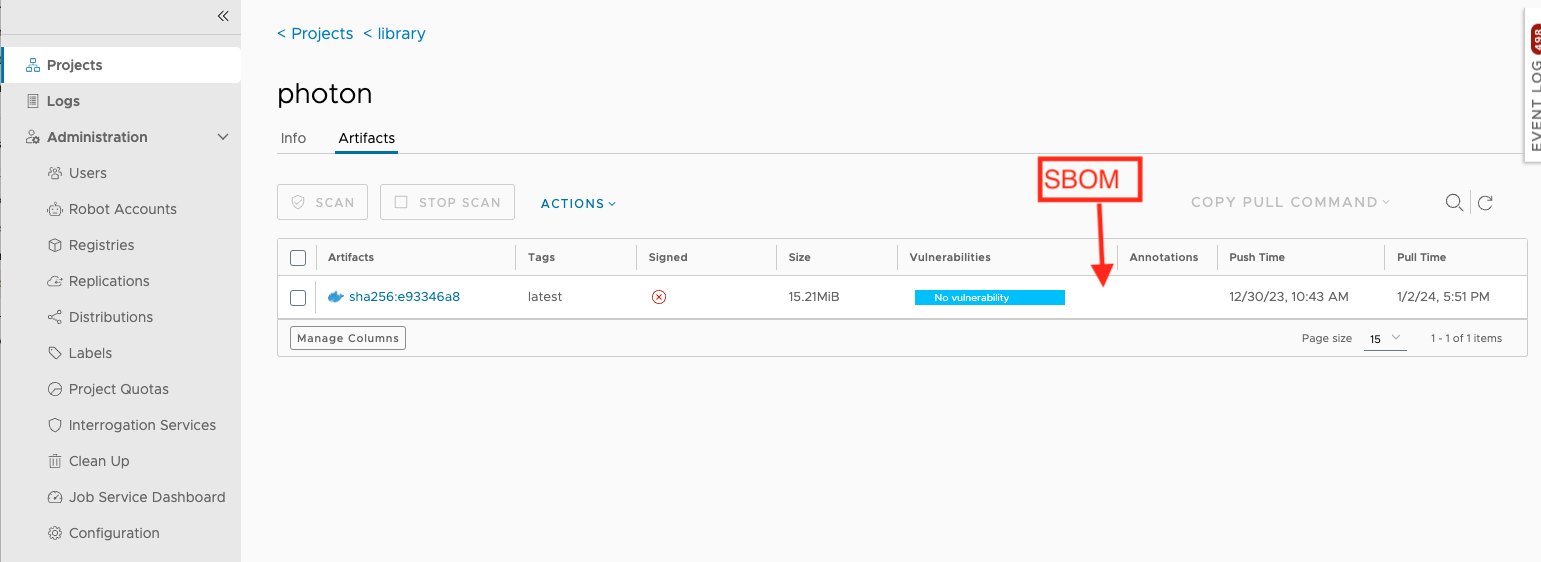 < Projects < library
Projects
Logs
Administration
Users
Robot Accounts
Registries
Replications
Distributions
Labels
Project Quotas
Interrogation Services
Clean Up
Job Service Dashboard
Configuration
photon
Info Artifacts
SBOM
SCAN STOP SCAN ACTIONS COPY PULL COMMAND
Artifacts Tags Signed Size Vulnerabilities Annotations Push Time Pull Time
sha256:e93346a8 latest 15.21MiB No vulnerability 12/30/23, 10:43 AM 1/2/24, 5:51 PM
Manage Columns Page size 15 1 - 1 of 1 items
EVENT LOG 498